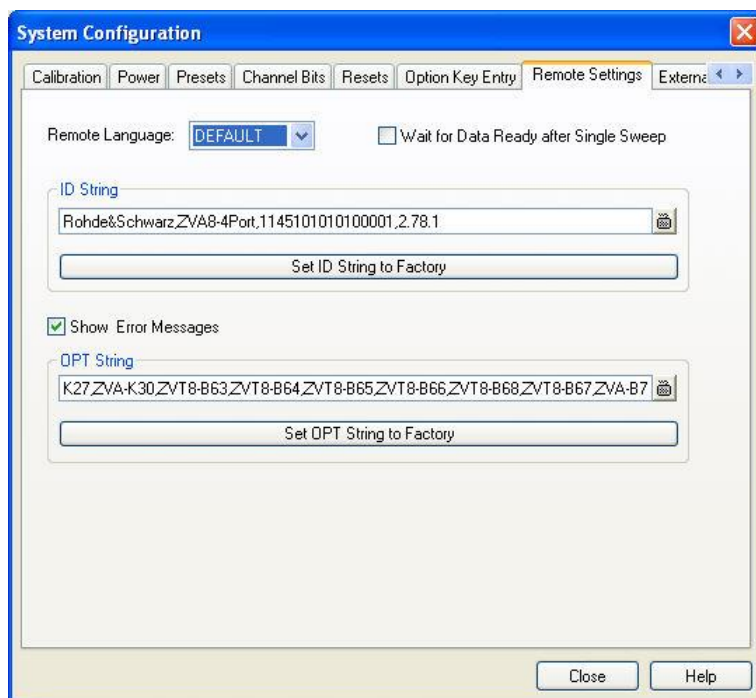 System Configuration
Calibration Power Presets Channel Bits Resets Option Key Entry Remote Settings Externa
Remote Language: DEFAULT Wait for Data Ready after Single Sweep
ID String
Rohde&Schwarz,ZVA8-4Port,1145101010100001,2.78.1
Set ID String to Factory
Show Error Messages
OPT String
K27,ZVA-K30,ZVT8-B63,ZVT8-B64,ZVT8-B65,ZVT8-B66,ZVT8-B68,ZVT8-B67,ZVA-B7
Set OPT String to Factory
Close Help